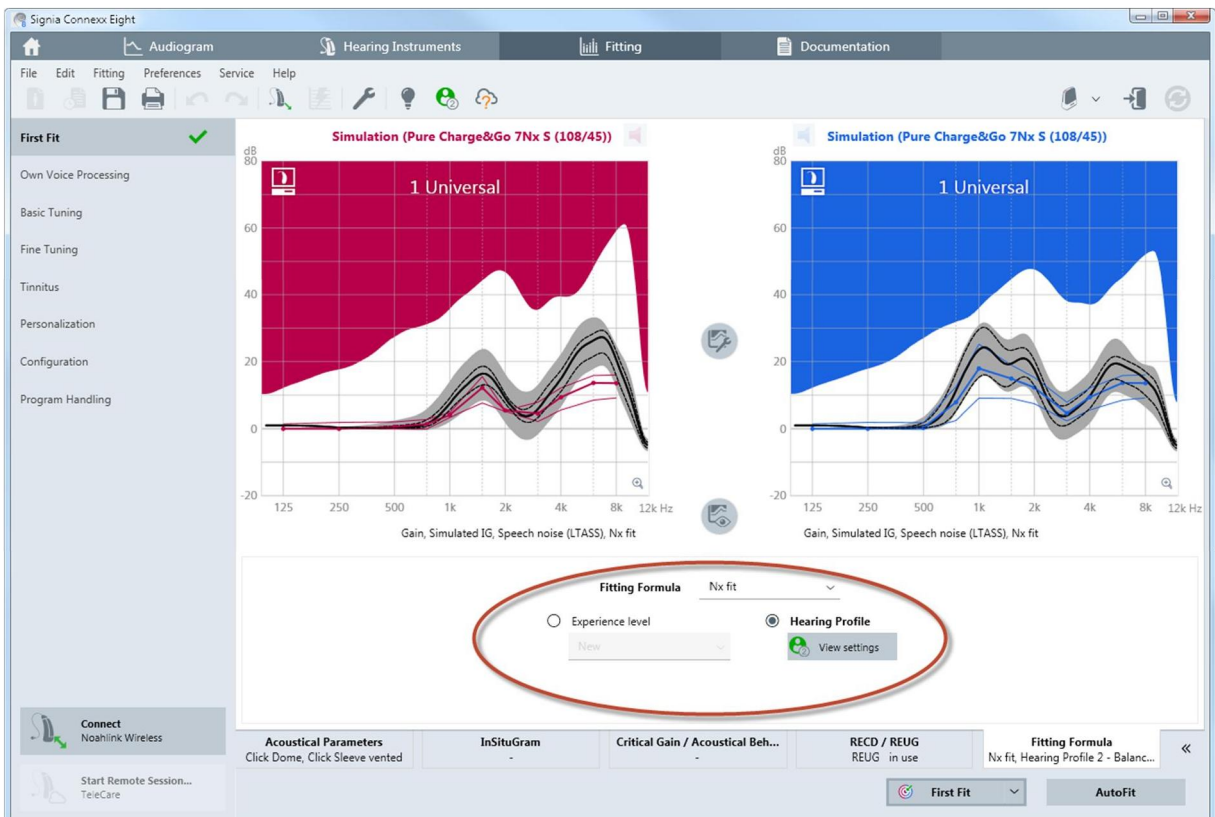 Signia Connexx Eight
Audiogram
Hearing Instruments
Fitting
Documentation
File Edit Fitting Preferences Service Help
First Fit
Own Voice Processing
Basic Tuning
Fine Tuning
Tinnitus
Personalization
Configuration
Program Handling
Connect
Noahlink Wireless
Start Remote Session...
TeleCare
Simulation (Pure Charge&Go 7Nx S (108/45))
dB
80
60
40
20
0
-20
1 Universal
125 250 500 1k 2k 4k 8k 12k Hz
Gain, Simulated IG, Speech noise (LTASS), Nx fit
Simulation (Pure Charge&Go 7Nx S (108/45))
dB
80
60
40
20
0
-20
1 Universal
125 250 500 1k 2k 4k 8k 12k Hz
Gain, Simulated IG, Speech noise (LTASS), Nx fit
Fitting Formula Nx fit
Experience level
New
Hearing Profile
2 View settings
Acoustical Parameters
Click Dome, Click Sleeve vented
InSituGram
-
Critical Gain / Acoustical Beh...
-
RECD / REUG
REUG in use
Fitting Formula
Nx fit, Hearing Profile 2 - Balanc...
First Fit
AutoFit